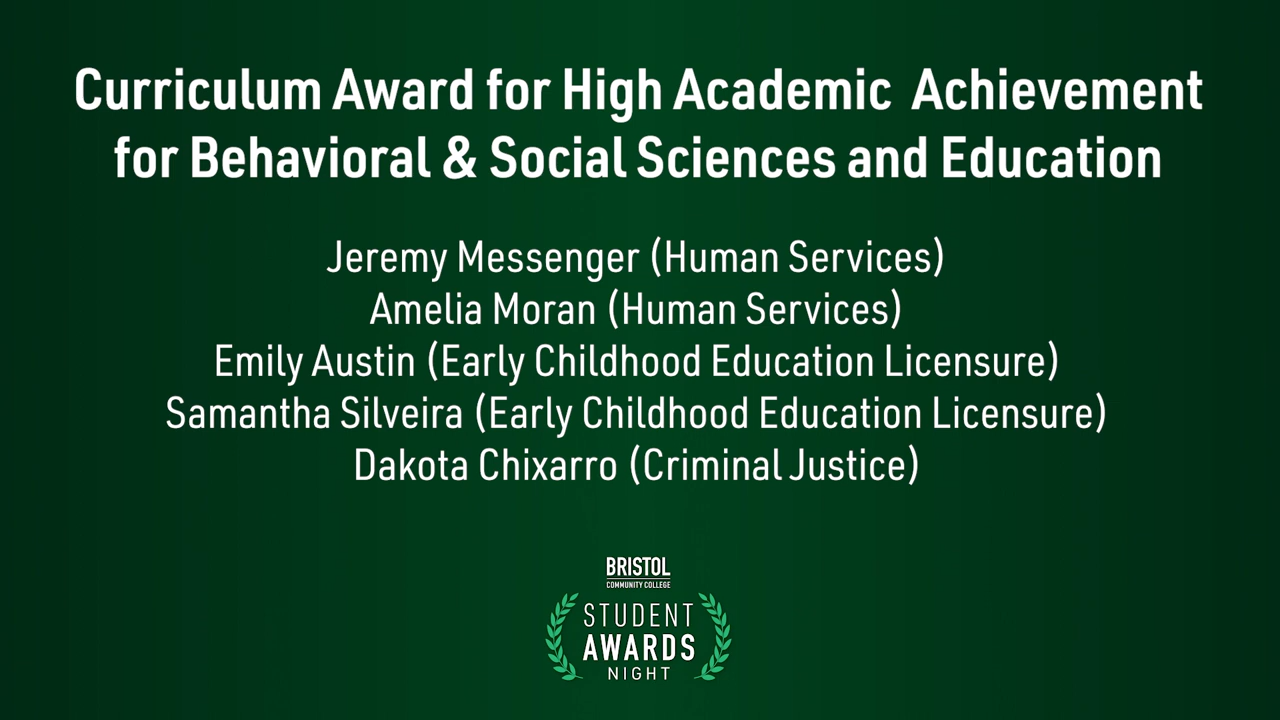 Curriculum Award for High Academic Achievement
for Behavioral & Social Sciences and Education
Jeremy Messenger (Human Services)
Amelia Moran (Human Services)
Emily Austin (Early Childhood Education Licensure)
Samantha Silveira (Early Childhood Education Licensure)
Dakota Chixarro (Criminal Justice)
BRISTOL
COMMUNITY COLLEGE
STUDENT
AWARDS
NIGHT